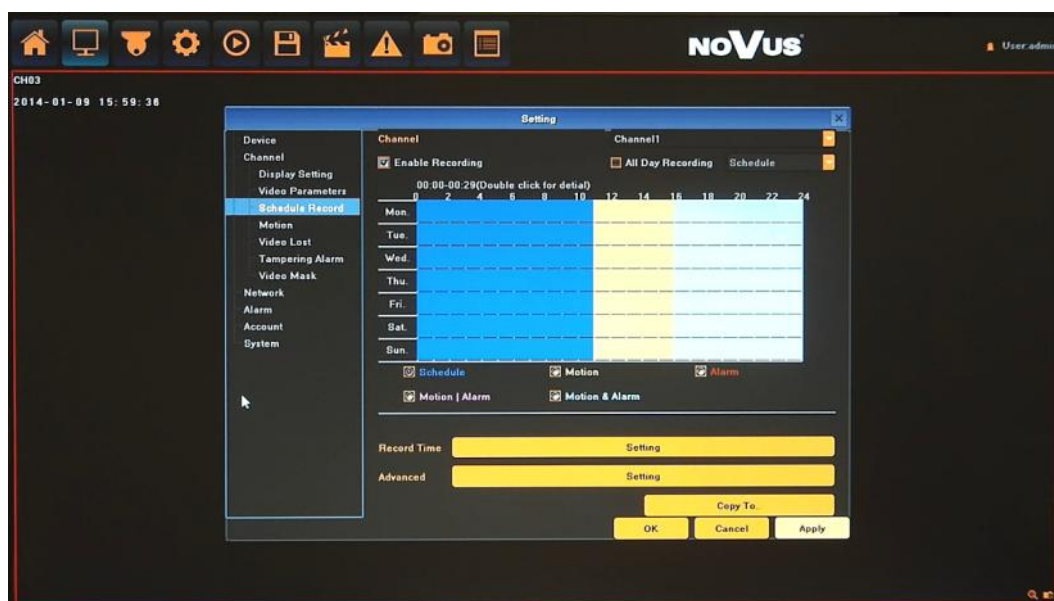 NOVUS
User:admi
CH03
2014-01-09 15:59:36
Setting
Device
Channel
Display Setting
Video Parameters
Schedule Record
Motion
Video Lost
Tampering Alarm
Video Mask
Network
Alarm
Account
System
Channel Channel1
Enable Recording All Day Recording Schedule
00:00-00:29(Double click for detial)
0 2 4 6 8 10 12 14 16 18 20 22 24
Mon.
Tue.
Wed.
Thu.
Fri.
Sat.
Sun.
Schedule Motion Alarm
Motion | Alarm Motion & Alarm
Record Time Setting
Advanced Setting
Copy To..
OK Cancel Apply